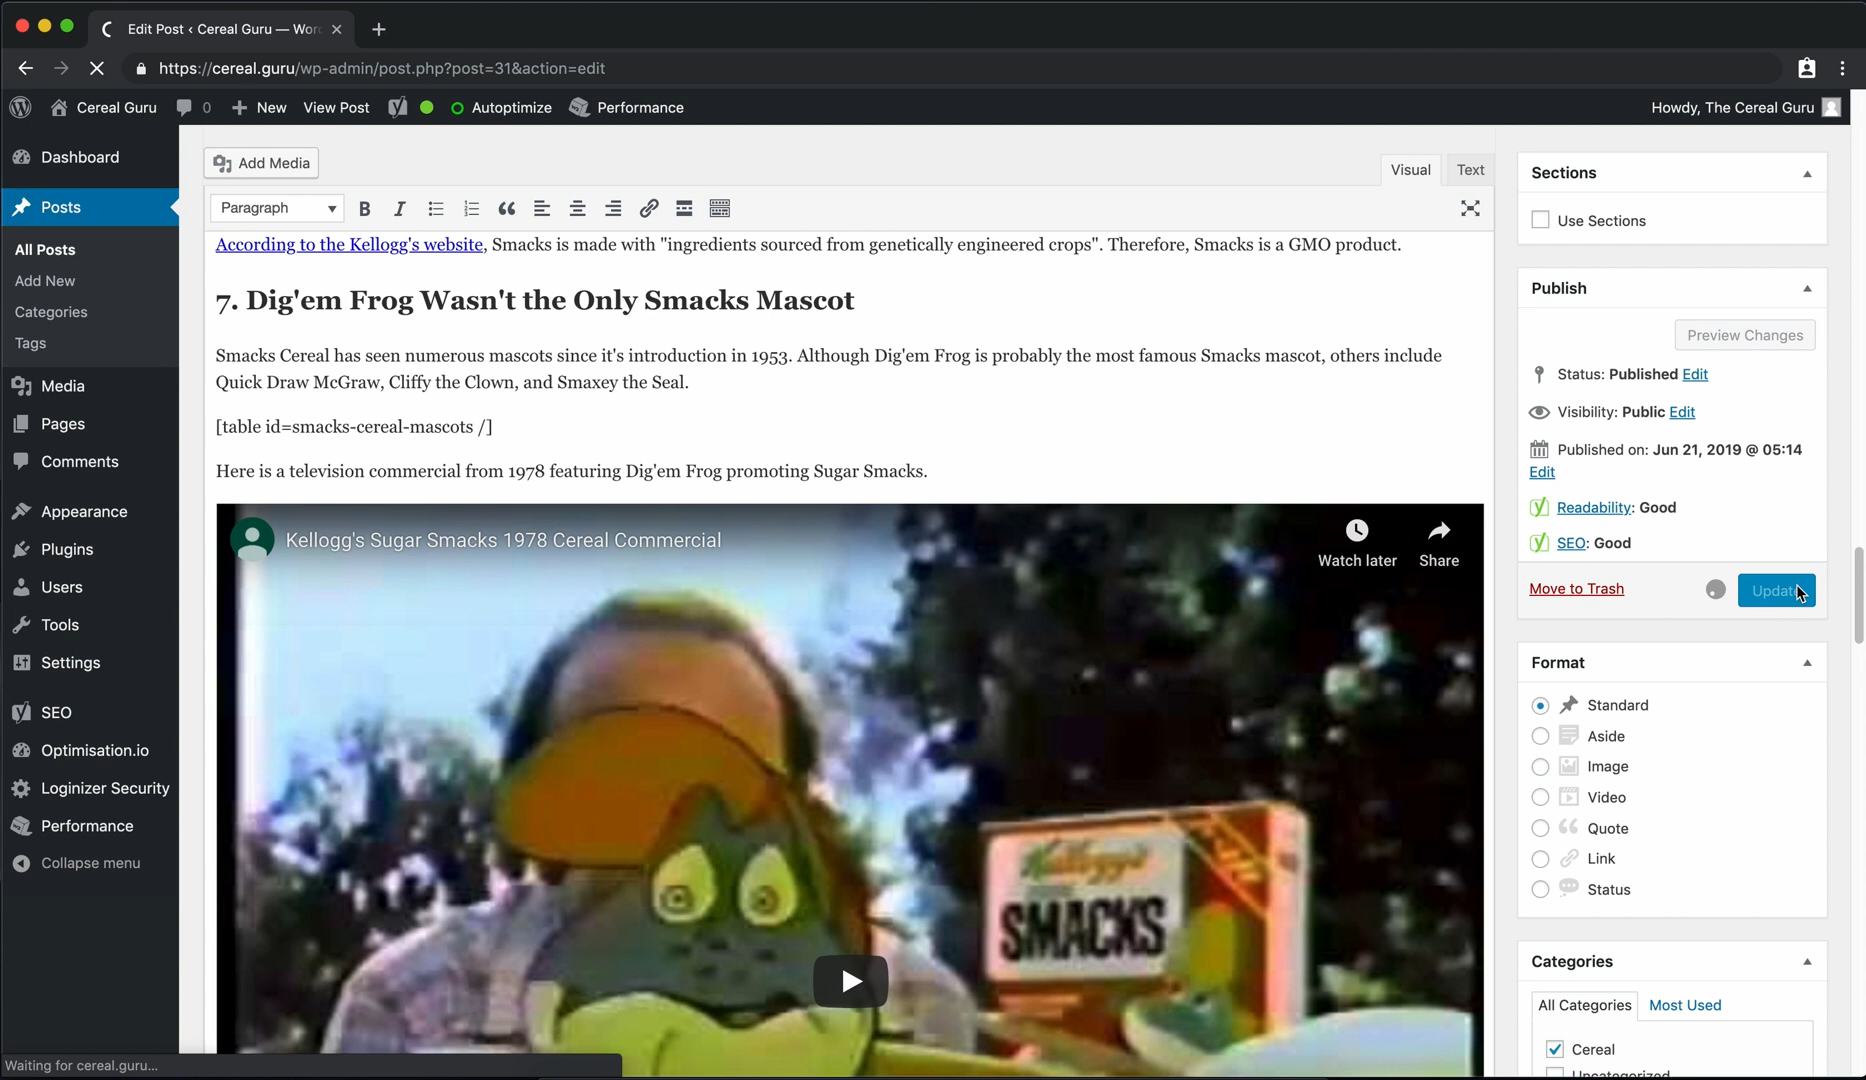 Edit Post ‹ Cereal Guru — Wor
https://cereal.guru/wp-admin/post.php?post=31&action=edit
Cereal Guru 0 New View Post Autoptimize Performance Howdy, The Cereal Guru
Dashboard
Posts
All Posts
Add New
Categories
Tags
Media
Pages
Comments
Appearance
Plugins
Users
Tools
Settings
SEO
Optimisation.io
Loginizer Security
Performance
Collapse menu
Add Media
Visual Text
Paragraph
According to the Kellogg's website, Smacks is made with "ingredients sourced from genetically engineered crops". Therefore, Smacks is a GMO product.
7. Dig'em Frog Wasn't the Only Smacks Mascot
Smacks Cereal has seen numerous mascots since it's introduction in 1953. Although Dig'em Frog is probably the most famous Smacks mascot, others include
Quick Draw McGraw, Cliffy the Clown, and Smaxey the Seal.
[table id=smacks-cereal-mascots /]
Here is a television commercial from 1978 featuring Dig'em Frog promoting Sugar Smacks.
Kellogg's Sugar Smacks 1978 Cereal Commercial
Watch later Share
Kellogg's
SMACKS
Sections
Use Sections
Publish
Preview Changes
Status: Published Edit
Visibility: Public Edit
Published on: Jun 21, 2019 @ 05:14
Edit
Readability: Good
SEO: Good
Move to Trash Update
Format
Standard
Aside
Image
Video
Quote
Link
Status
Categories
All Categories Most Used
Cereal
Uncategorized
Waiting for cereal.guru...